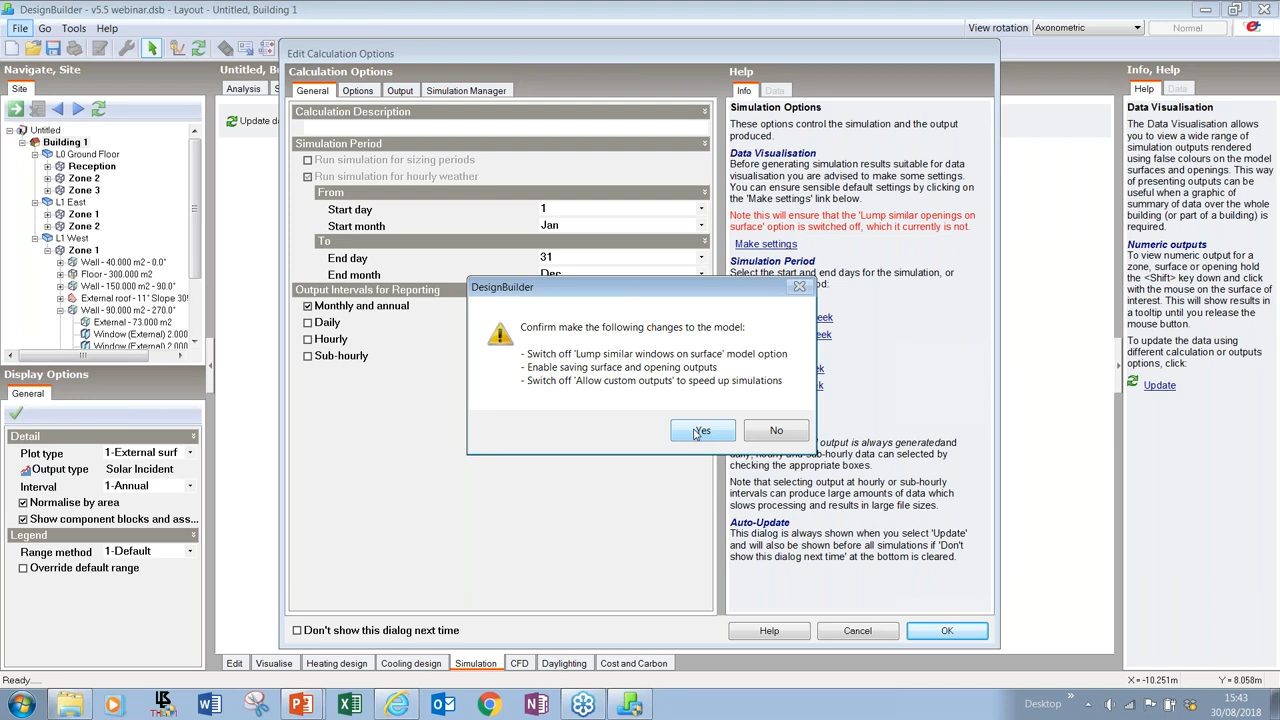 DesignBuilder - v5.5 webinar.dsb - Layout - Untitled, Building 1
File Go Tools Help
View rotation Axonometric Normal
Navigate, Site
Site
Untitled
Building 1
L0 Ground Floor
Reception
Zone 2
Zone 3
L1 East
Zone 1
Zone 2
L1 West
Zone 1
Wall - 40.000 m2 - 0.0°
Floor - 300.000 m2
Wall - 150.000 m2 - 90.0°
External roof - 11° Slope 30
Wall - 90.000 m2 - 270.0°
External - 73.000 m2
Window (External) 2.000
Window (External) 2.000
Display Options
General
Detail
Plot type 1-External surf
Output type Solar Incident
Interval 1-Annual
Normalise by area
Show component blocks and ass...
Legend
Range method 1-Default
Override default range
Analysis
Edit Calculation Options
Calculation Options
General Options Output Simulation Manager
Calculation Description
Simulation Period
Run simulation for sizing periods
Run simulation for hourly weather
From
Start day 1
Start month Jan
To
End day 31
End month Dec
Output Intervals for Reporting
Monthly and annual
Daily
Hourly
Sub-hourly
Don't show this dialog next time
DesignBuilder
Confirm make the following changes to the model:
- Switch off 'Lump similar windows on surface' model option
- Enable saving surface and opening outputs
- Switch off 'Allow custom outputs' to speed up simulations
Yes No
Help
Info Data
Simulation Options
These options control the simulation and the output
produced.
Data Visualisation
Before generating simulation results suitable for data
visualisation you are advised to make some settings.
You can ensure sensible default settings by clicking on
the 'Make settings' link below.
Note this will ensure that the 'Lump similar openings on
surface' option is switched off, which it currently is not.
Make settings
Simulation Period
Select the start and end days for the simulation, or
output is always generatedand
daily, hourly and sub-hourly data can selected by
checking the appropriate boxes.
Note that selecting output at hourly or sub-hourly
intervals can produce large amounts of data which
slows processing and results in large file sizes.
Auto-Update
This dialog is always shown when you select 'Update'
and will also be shown before all simulations if 'Don't
show this dialog next time' at the bottom is cleared.
Help Cancel OK
Info, Help
Help Data
Data Visualisation
The Data Visualisation allows
you to view a wide range of
simulation outputs rendered
using false colours on the model
surfaces and openings. This way
of presenting outputs can be
useful when a graphic of
summary of data over the whole
building (or part of a building) is
required.
Numeric outputs
To view numeric output for a
zone, surface or opening hold
the <Shift> key down and click
with the mouse on the surface of
interest. This will show results in
a tooltip until you release the
mouse button.
To update the data using
different calculation or outputs
options, click:
Update
Edit Visualise Heating design Cooling design Simulation CFD Daylighting Cost and Carbon
Ready.....
X = -10.251m Y = 8.058m
Desktop
15:43
30/08/2018